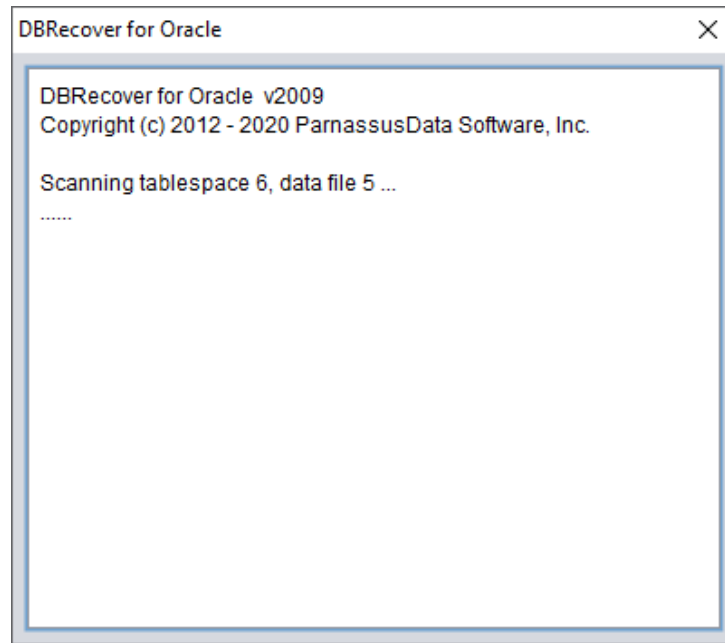 DBRecover for Oracle
DBRecover for Oracle  v2009
Copyright (c) 2012 - 2020 ParnassusData Software, Inc.
Scanning tablespace 6, data file 5 ...
......